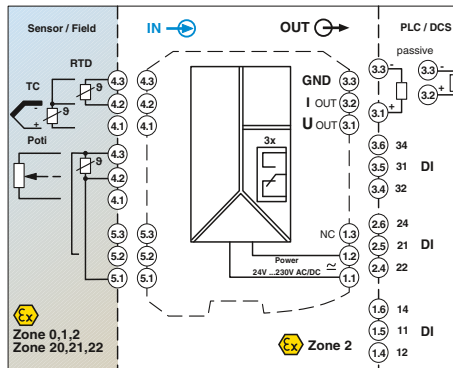 Sensor / Field
IN
OUT
PLC / DCS
RTD
passive
TC
ϑ
4.3
4.3
GND
3.3
3.3
-
3.3
-
-
ϑ
4.2
4.2
I OUT
3.2
3.2
+
4.1
4.1
U OUT
3.1
3.1
+
Poti
3x
3.6
34
ϑ
4.3
3.5
31
DI
4.2
3.4
32
4.1
5.3
5.3
NC
1.3
2.6
24
5.2
5.2
Power
1.2
2.5
21
DI
5.1
5.1
24V ...230V AC/DC
1.1
2.4
22
Ex
Zone 0,1,2
Zone 20,21,22
Ex
Zone 2
1.6
14
1.5
11
DI
1.4
12